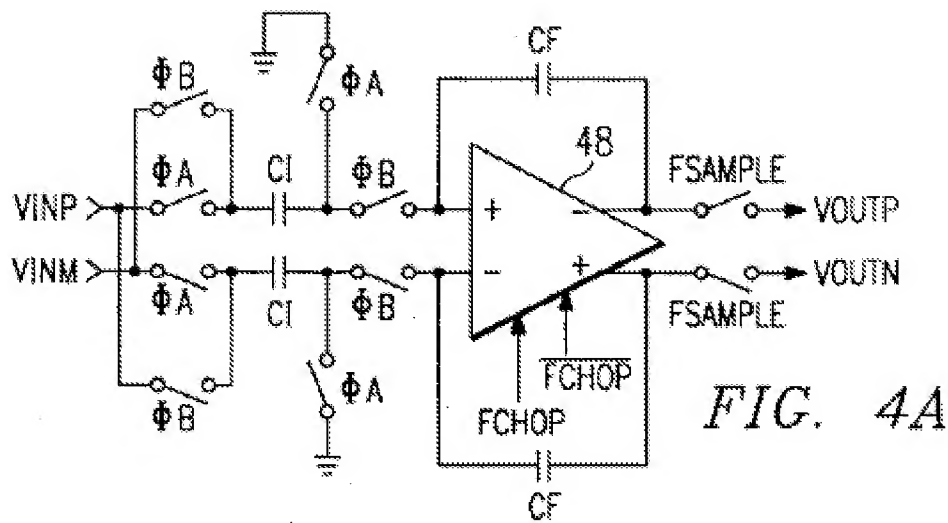 CF
ΦB
ΦA
48
ΦA
CI
ΦB
FSAMPLE
VINP
+
−
VOUTP
VINM
−
+
VOUTN
ΦA
CI
ΦB
FSAMPLE
ΦB
ΦA
FCHOP
FCHOP
FIG. 4A
CF